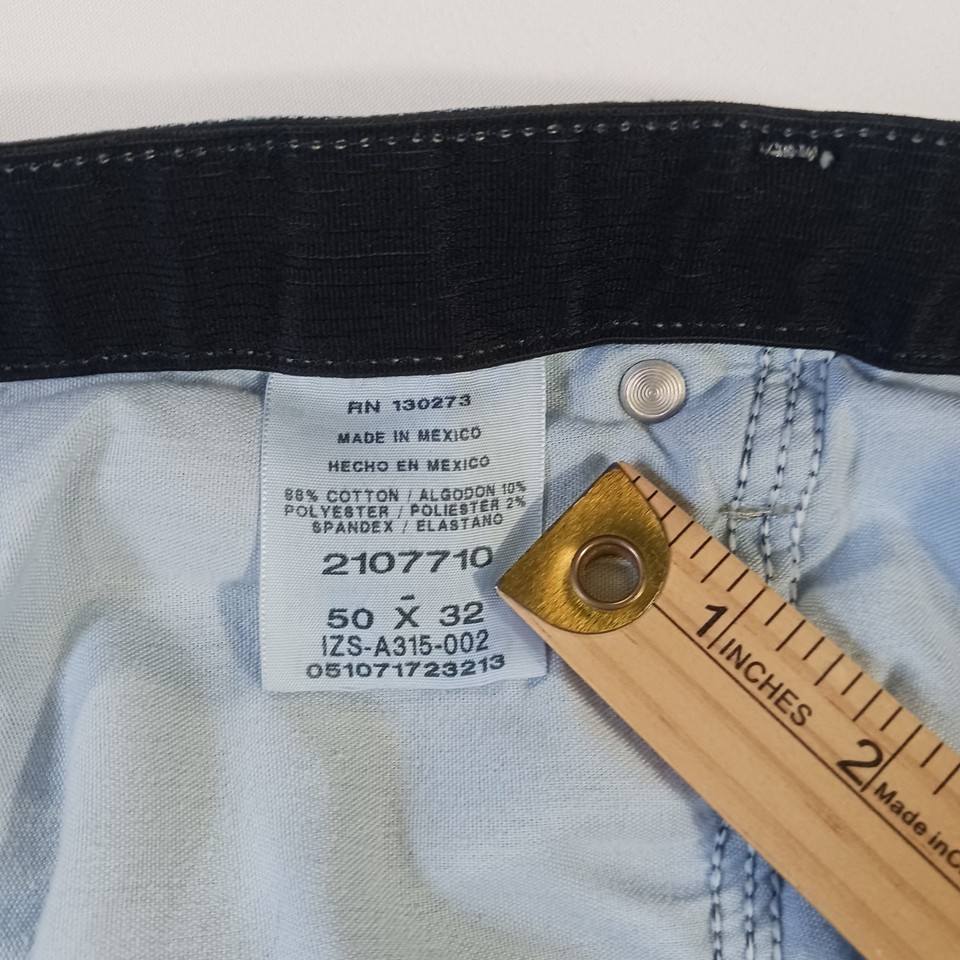 RN 130273
MADE IN MEXICO
HECHO EN MEXICO
88% COTTON / ALGODON 10%
POLYESTER / POLIESTER 2%
SPANDEX / ELASTANO
2107710
50 X 32
IZS-A315-002
051071723213
1
INCHES
2
Made in